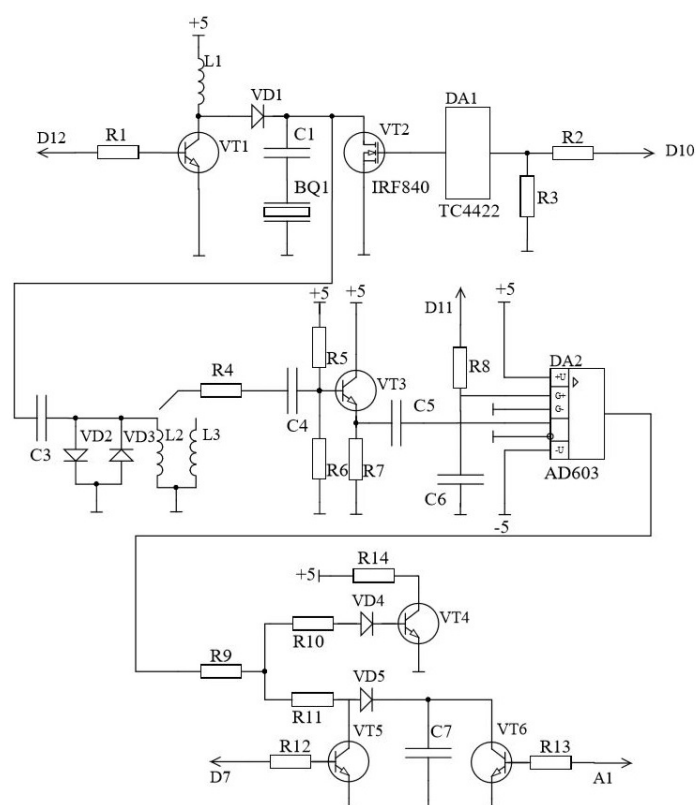 +5
L1
VD1
DA1
D12
R1
VT1
C1
VT2
R2
D10
BQ1
IRF840
R3
TC4422
+5
+5
D11
+5
R5
R8
DA2
R4
VT3
+U
G+
G-
-U
C5
C4
VD2
VD3
L2
L3
C3
R6
R7
C6
AD603
-5
R14
+5
VD4
VT4
R10
R9
VD5
R11
VT5
C7
VT6
R12
R13
D7
A1